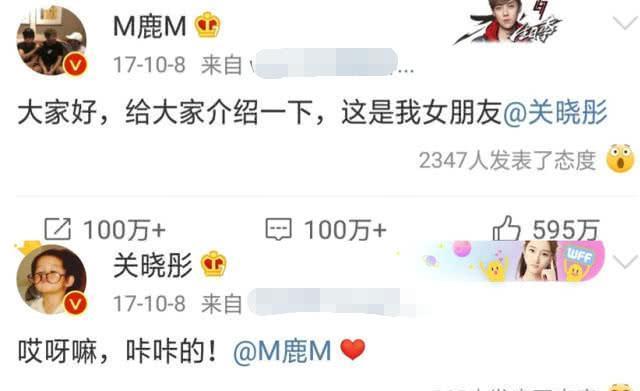 M鹿M
17-10-8 来自
大家好，给大家介绍一下，这是我女朋友@关晓彤
2347人发表了态度
100万+ 100万+ 595万
关晓彤
WFF
17-10-8 来自
哎呀嘛，咔咔的！@M鹿M